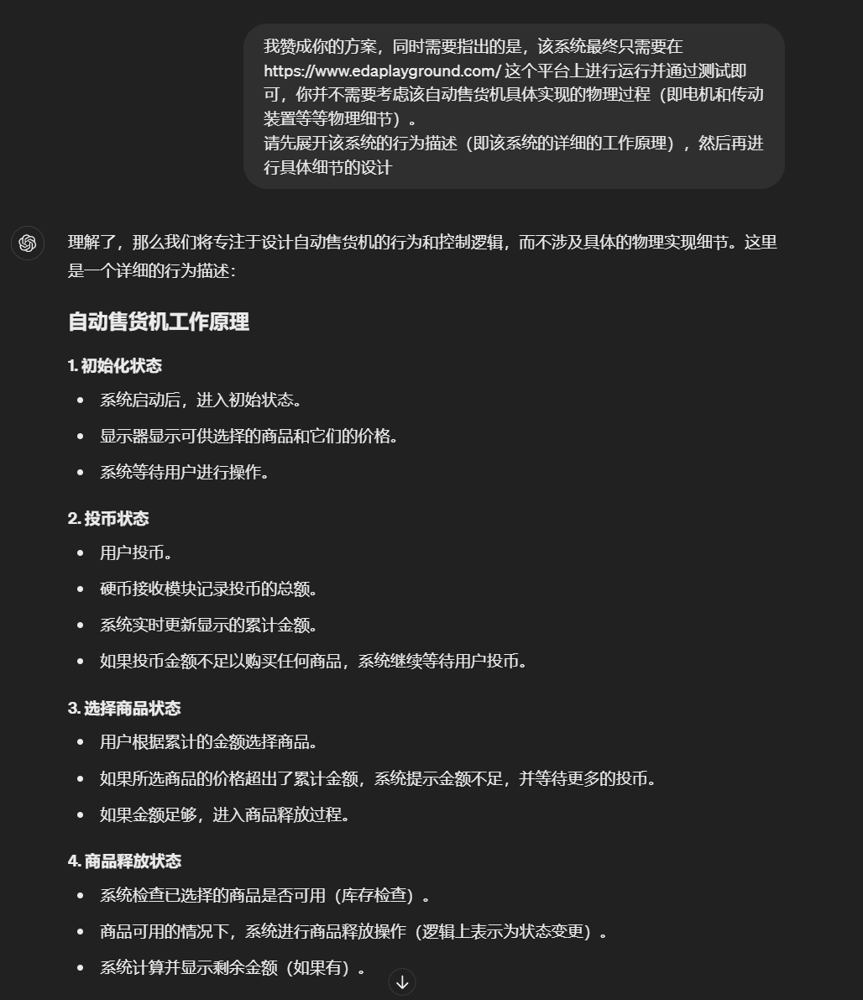 我赞成你的方案，同时需要指出的是，该系统最终只需要在
https://www.edaplayground.com/ 这个平台上进行运行并通过测试即
可，你并不需要考虑该自动售货机具体实现的物理过程（即电机和传动
装置等等物理细节）。
请先展开该系统的行为描述（即该系统的详细的工作原理），然后再进
行具体细节的设计
理解了，那么我们将专注于设计自动售货机的行为和控制逻辑，而不涉及具体的物理实现细节。这里
是一个详细的行为描述：
自动售货机工作原理
1. 初始化状态
• 系统启动后，进入初始状态。
• 显示器显示可供选择的商品和它们的价格。
• 系统等待用户进行操作。
2. 投币状态
• 用户投币。
• 硬币接收模块记录投币的总额。
• 系统实时更新显示的累计金额。
• 如果投币金额不足以购买任何商品，系统继续等待用户投币。
3. 选择商品状态
• 用户根据累计的金额选择商品。
• 如果所选商品的价格超出了累计金额，系统提示金额不足，并等待更多的投币。
• 如果金额足够，进入商品释放过程。
4. 商品释放状态
• 系统检查已选择的商品是否可用（库存检查）。
• 商品可用的情况下，系统进行商品释放操作（逻辑上表示为状态变更）。
• 系统计算并显示剩余金额（如果有）。